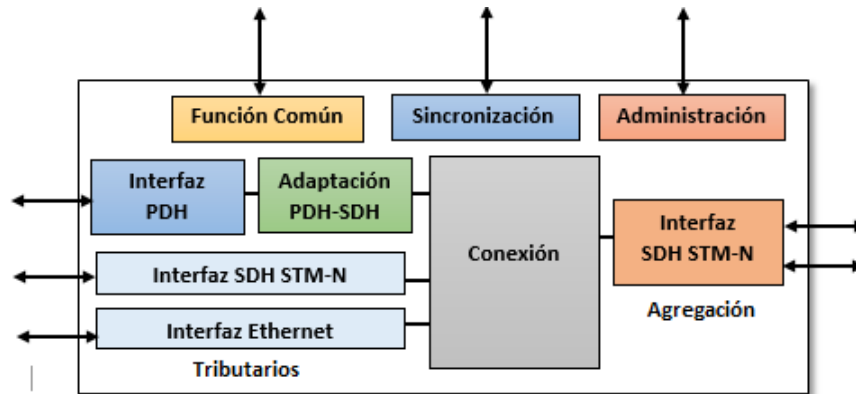 Función Común
Sincronización
Administración
Interfaz
PDH
Adaptación
PDH-SDH
Conexión
Interfaz
SDH STM-N
Interfaz SDH STM-N
Interfaz Ethernet
Agregación
Tributarios